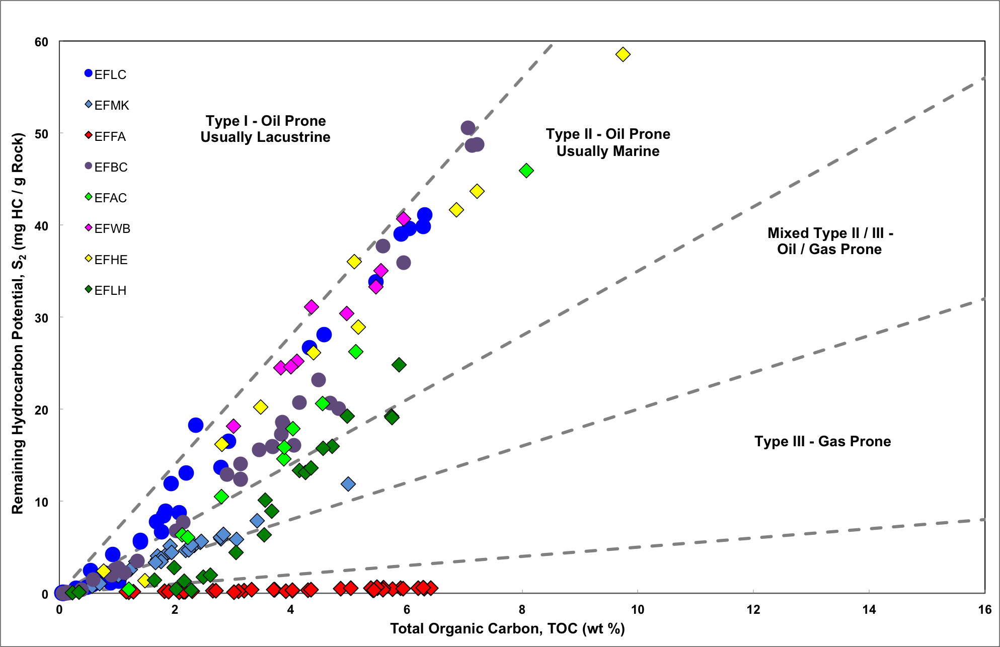 60
50
40
30
20
10
0
0
2
4
6
8
10
12
14
16
Remaining Hydrocarbon Potential, S₂ (mg HC / g Rock)
Total Organic Carbon, TOC (wt %)
EFLC
EFMK
EFFA
EFBC
EFAC
EFWB
EFHE
EFLH
Type I - Oil Prone
Usually Lacustrine
Type II - Oil Prone
Usually Marine
Mixed Type II / III -
Oil / Gas Prone
Type III - Gas Prone